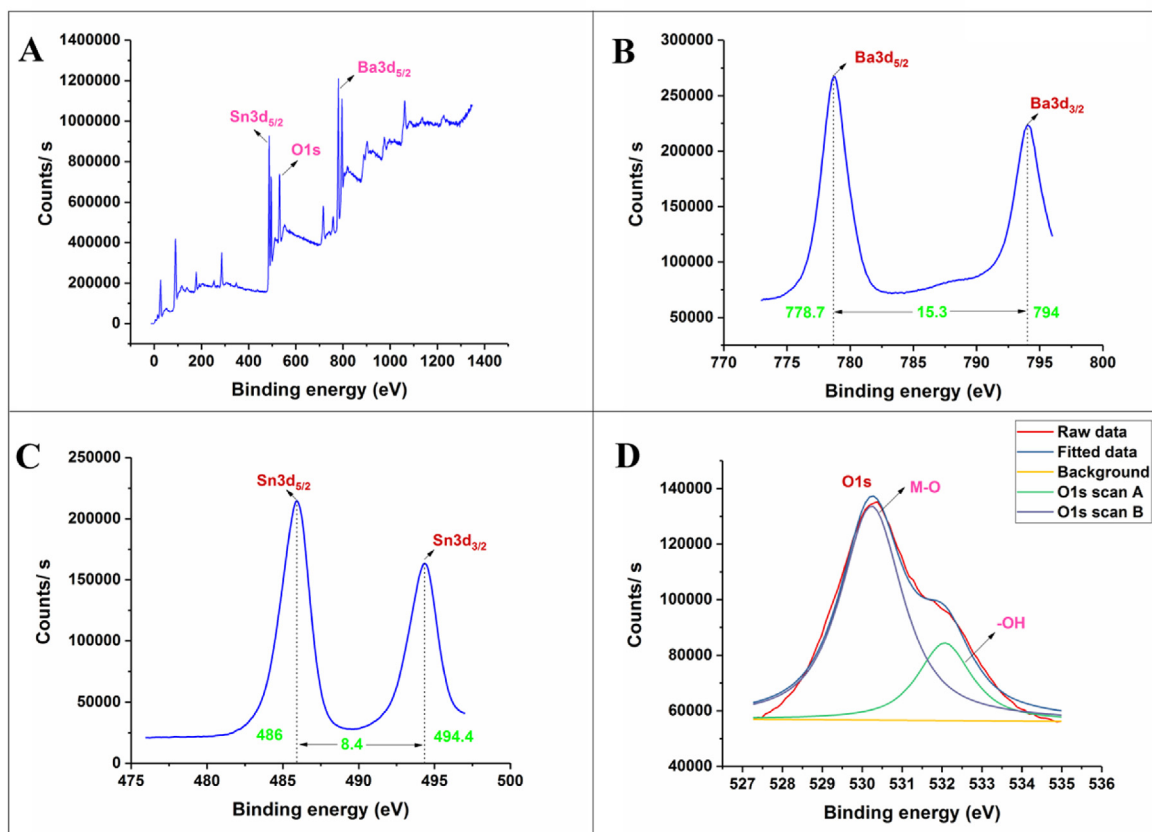 A
1400000
1200000
1000000
800000
600000
400000
200000
0
Counts/ s
Sn3d5/2
O1s
Ba3d5/2
0 200 400 600 800 1000 1200 1400
Binding energy (eV)
B
300000
250000
200000
150000
100000
50000
Counts/ s
Ba3d5/2
Ba3d3/2
778.7 15.3 794
770 775 780 785 790 795 800
Binding energy (eV)
C
250000
200000
150000
100000
50000
0
Counts/ s
Sn3d5/2
Sn3d3/2
486 8.4 494.4
475 480 485 490 495 500
Binding energy (eV)
D
Raw data
Fitted data
Background
O1s scan A
O1s scan B
140000
120000
100000
80000
60000
40000
Counts/ s
O1s
M-O
-OH
527 528 529 530 531 532 533 534 535 536
Binding energy (eV)